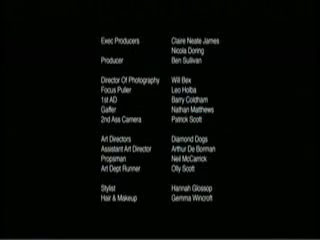 Exec Producers Claire Neate James
Nicola Doring
Producer Ben Sullivan
Director Of Photography Will Bex
Focus Puller Leo Holba
1st AD Barry Coldham
Gaffer Nathan Matthews
2nd Ass Camera Patrick Scott
Art Directors Diamond Dogs
Assistant Art Director Arthur De Borman
Propsman Neil McCarrick
Art Dept Runner Olly Scott
Stylist Hannah Glossop
Hair & Makeup Gemma Wincroft